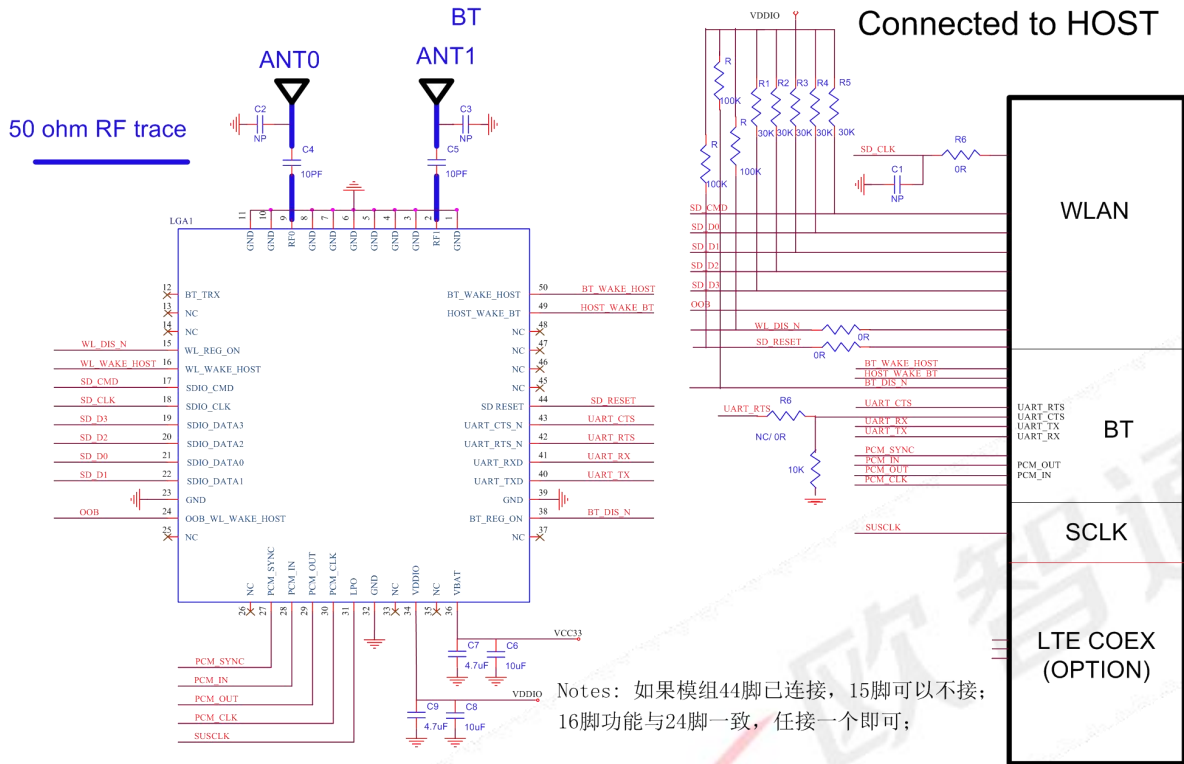 BT
Connected to HOST
ANT0
ANT1
50 ohm RF trace
C2
NP
C3
NP
C4
10PF
C5
10PF
LGA1
11
10
9
8
7
6
5
4
3
2
1
GND
GND
RF0
GND
GND
GND
GND
GND
GND
RF1
GND
12
BT_TRX
13
NC
14
NC
WL_DIS_N
15
WL_REG_ON
WL_WAKE_HOST
16
WL_WAKE_HOST
SD_CMD
17
SDIO_CMD
SD_CLK
18
SDIO_CLK
SD_D3
19
SDIO_DATA3
SD_D2
20
SDIO_DATA2
SD_D0
21
SDIO_DATA0
SD_D1
22
SDIO_DATA1
23
GND
OOB
24
OOB_WL_WAKE_HOST
25
NC
BT_WAKE_HOST
50
BT_WAKE_HOST
HOST_WAKE_BT
49
HOST_WAKE_BT
NC
48
NC
47
NC
46
NC
45
SD RESET
44
SD_RESET
UART_CTS_N
43
UART_CTS
UART_RTS_N
42
UART_RTS
UART_RXD
41
UART_RX
UART_TXD
40
UART_TX
GND
39
BT_REG_ON
38
BT_DIS_N
NC
37
NC
PCM_SYNC
PCM_IN
PCM_OUT
PCM_CLK
LPO
GND
NC
VDDIO
NC
VBAT
26
27
28
29
30
31
32
33
34
35
36
PCM_SYNC
PCM_IN
PCM_OUT
PCM_CLK
SUSCLK
VCC33
C7
4.7uF
C6
10uF
VDDIO
C9
4.7uF
C8
10uF
Notes: 如果模组44脚已连接，15脚可以不接；
16脚功能与24脚一致，任接一个即可；
VDDIO
R
100K
R
100K
R
100K
R1
R2
R3
R4
R5
30K
30K
30K
30K
30K
SD_CLK
R6
0R
C1
NP
SD_CMD
SD_D0
SD_D1
SD_D2
SD_D3
OOB
WL_DIS_N
0R
SD_RESET
0R
BT_WAKE_HOST
HOST_WAKE_BT
BT_DIS_N
UART_RTS
R6
NC/ 0R
10K
UART_CTS
UART_RX
UART_TX
PCM_SYNC
PCM_IN
PCM_OUT
PCM_CLK
SUSCLK
WLAN
UART_RTS
UART_CTS
UART_TX
UART_RX
BT
PCM_OUT
PCM_IN
SCLK
LTE COEX
(OPTION)
欧智通